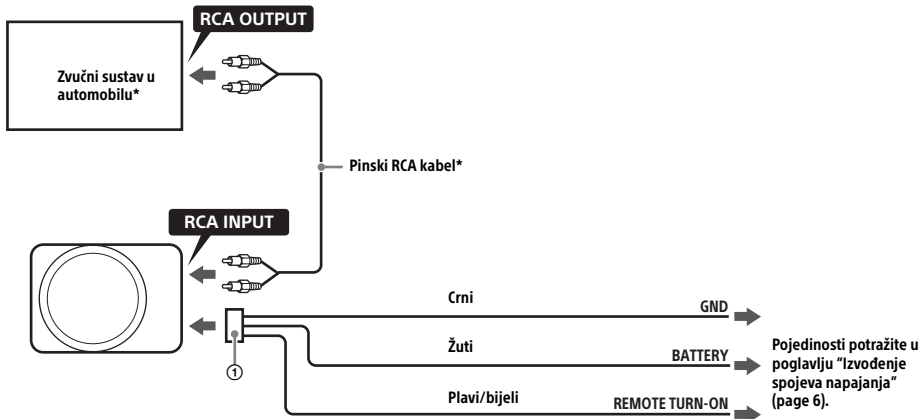 RCA OUTPUT
Zvučni sustav u
automobilu*
Pinski RCA kabel*
RCA INPUT
Crni
GND
Žuti
BATTERY
Plavi/bijeli
REMOTE TURN-ON
①
Pojedinosti potražite u
poglavlju “Izvođenje
spojeva napajanja”
(page 6).